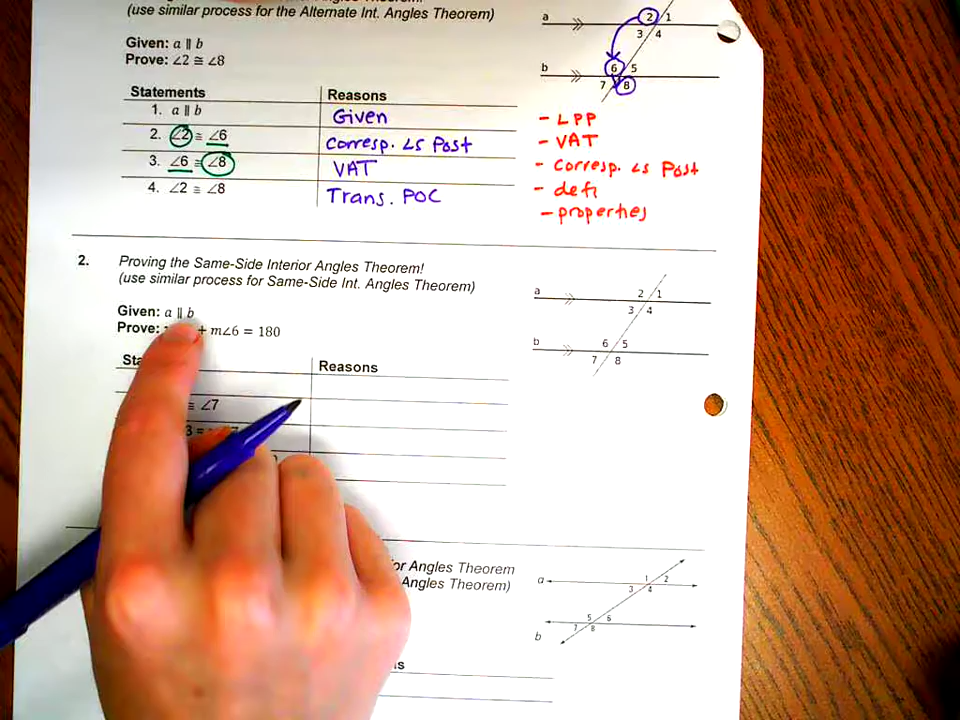 (use similar process for the Alternate Int. Angles Theorem)
Given: a ∥ b
Prove: ∠2 ≅ ∠8
Statements Reasons
1. a ∥ b Given
2. ∠2 ≅ ∠6 Corresp. ∠s Post
3. ∠6 ≅ ∠8 VAT
4. ∠2 ≅ ∠8 Trans. POC
a 2 1
3 4
b 6 5
7 8
- LPP
- VAT
- Corresp. ∠s Post
- defi
- properties
2. Proving the Same-Side Interior Angles Theorem!
(use similar process for Same-Side Int. Angles Theorem)
Given: a ∥ b
Prove: + m∠6 = 180
Reasons
≅ ∠7
3 =
a 2 1
3 4
b 6 5
7 8
Angles Theorem
Angles Theorem)
a 1 2
3 4
5 6
7 8
b